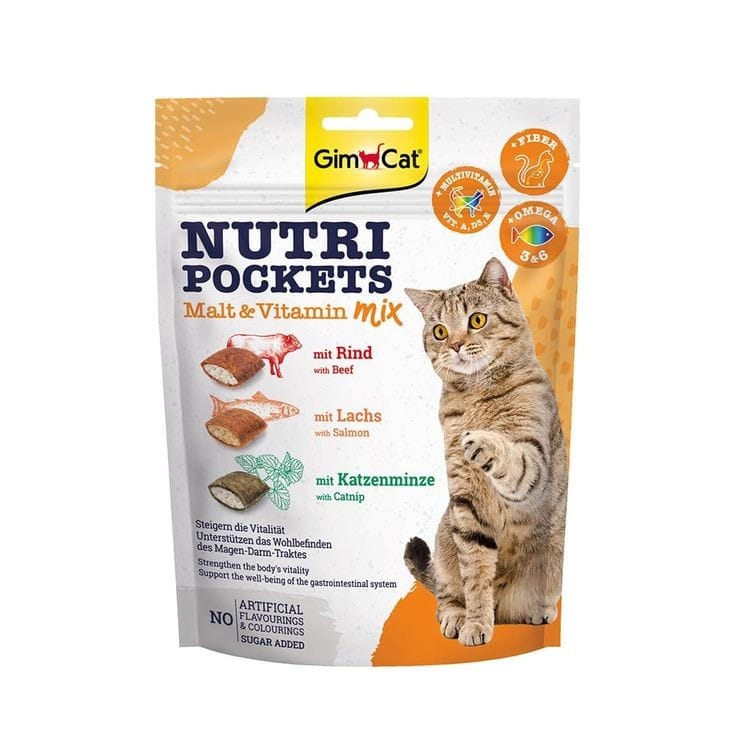 GimCat
+ FIBER
+ MULTIVITAMIN
VIT. A, D3, E
+ OMEGA
3 & 6
NUTRI
POCKETS
Malt & Vitamin mix
mit Rind
with Beef
mit Lachs
with Salmon
mit Katzenminze
with Catnip
Steigern die Vitalität
Unterstützen das Wohlbefinden
des Magen-Darm-Traktes
Strengthen the body's vitality
Support the well-being of the gastrointestinal system
NO ARTIFICIAL
FLAVOURINGS
& COLOURINGS
SUGAR ADDED